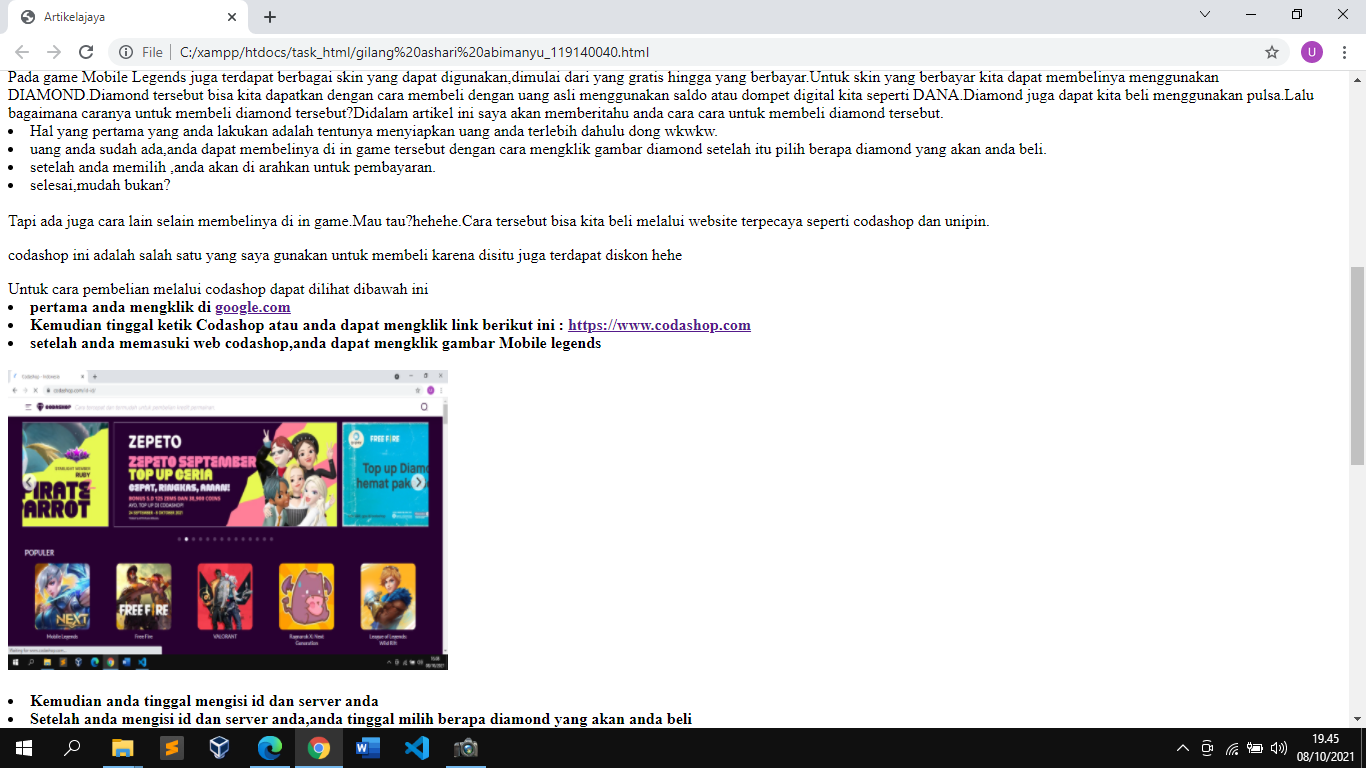 Artikelajaya
File
C:/xampp/htdocs/task_html/gilang%20ashari%20abimanyu_119140040.html
U
Pada game Mobile Legends juga terdapat berbagai skin yang dapat digunakan,dimulai dari yang gratis hingga yang berbayar.Untuk skin yang berbayar kita dapat membelinya menggunakan
DIAMOND.Diamond tersebut bisa kita dapatkan dengan cara membeli dengan uang asli menggunakan saldo atau dompet digital kita seperti DANA.Diamond juga dapat kita beli menggunakan pulsa.Lalu
bagaimana caranya untuk membeli diamond tersebut?Didalam artikel ini saya akan memberitahu anda cara cara untuk membeli diamond tersebut.
• Hal yang pertama yang anda lakukan adalah tentunya menyiapkan uang anda terlebih dahulu dong wkwkw.
• uang anda sudah ada,anda dapat membelinya di in game tersebut dengan cara mengklik gambar diamond setelah itu pilih berapa diamond yang akan anda beli.
• setelah anda memilih ,anda akan di arahkan untuk pembayaran.
• selesai,mudah bukan?
Tapi ada juga cara lain selain membelinya di in game.Mau tau?hehehe.Cara tersebut bisa kita beli melalui website terpecaya seperti codashop dan unipin.
codashop ini adalah salah satu yang saya gunakan untuk membeli karena disitu juga terdapat diskon hehe
Untuk cara pembelian melalui codashop dapat dilihat dibawah ini
• pertama anda mengklik di google.com
• Kemudian tinggal ketik Codashop atau anda dapat mengklik link berikut ini : https://www.codashop.com
• setelah anda memasuki web codashop,anda dapat mengklik gambar Mobile legends
CODASHOP
STARLIGHT MEMBER
RUBY
PIRATE
PARROT
ZEPETO
ZEPETO SEPTEMBER
TOP UP CERIA
CEPAT, RINGKAS, AMAN!
AYO, TOP UP DI CODASHOP!
FREE FIRE
Top up Diam
hemat pak
POPULER
NEXT
FREE FIRE
Mobile Legends
Free Fire
VALORANT
Ragnarok X: Next
Generation
League of Legends:
Wild Rift
• Kemudian anda tinggal mengisi id dan server anda
• Setelah anda mengisi id dan server anda,anda tinggal milih berapa diamond yang akan anda beli
19.45
08/10/2021